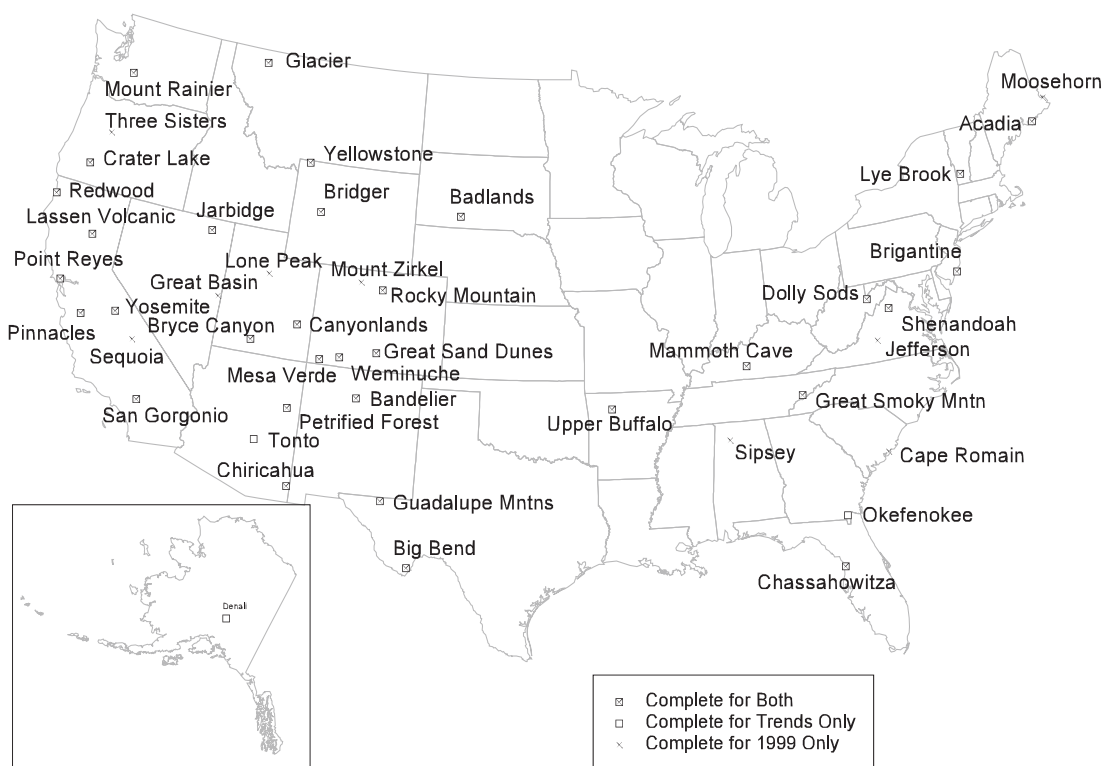 Glacier
Moosehorn
Mount Rainier
Three Sisters
Acadia
Crater Lake
Yellowstone
Lye Brook
Redwood
Bridger
Badlands
Lassen Volcanic
Jarbidge
Point Reyes
Lone Peak
Brigantine
Great Basin
Mount Zirkel
Rocky Mountain
Dolly Sods
Yosemite
Pinnacles
Bryce Canyon
Canyonlands
Shenandoah
Sequoia
Great Sand Dunes
Mammoth Cave
Jefferson
Mesa Verde
Weminuche
San Gorgonio
Bandelier
Great Smoky Mntn
Petrified Forest
Upper Buffalo
Tonto
Sipsey
Cape Romain
Chiricahua
Guadalupe Mntns
Okefenokee
Big Bend
Chassahowitza
Denali
Complete for Both
Complete for Trends Only
Complete for 1999 Only